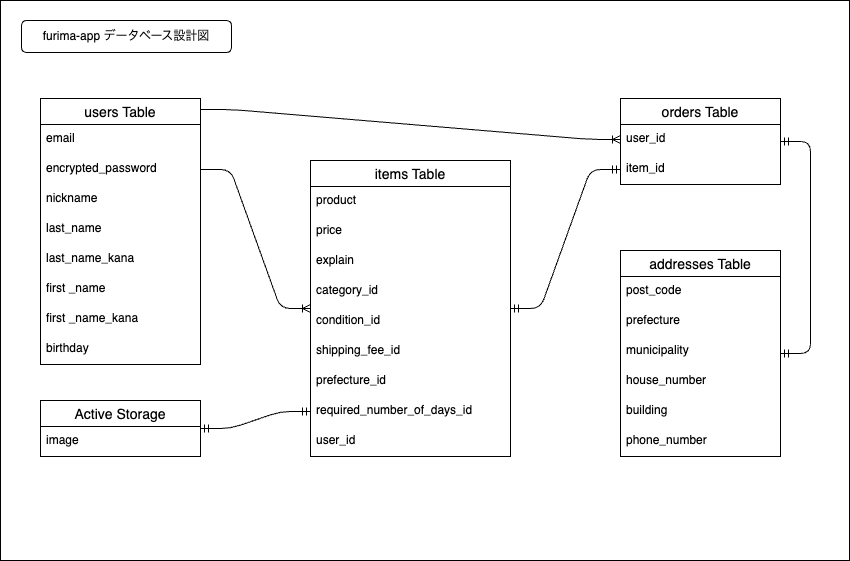 furima-app データベース設計図
users Table
email
encrypted_password
nickname
last_name
last_name_kana
first _name
first _name_kana
birthday
Active Storage
image
items Table
product
price
explain
category_id
condition_id
shipping_fee_id
prefecture_id
required_number_of_days_id
user_id
orders Table
user_id
item_id
addresses Table
post_code
prefecture
municipality
house_number
building
phone_number